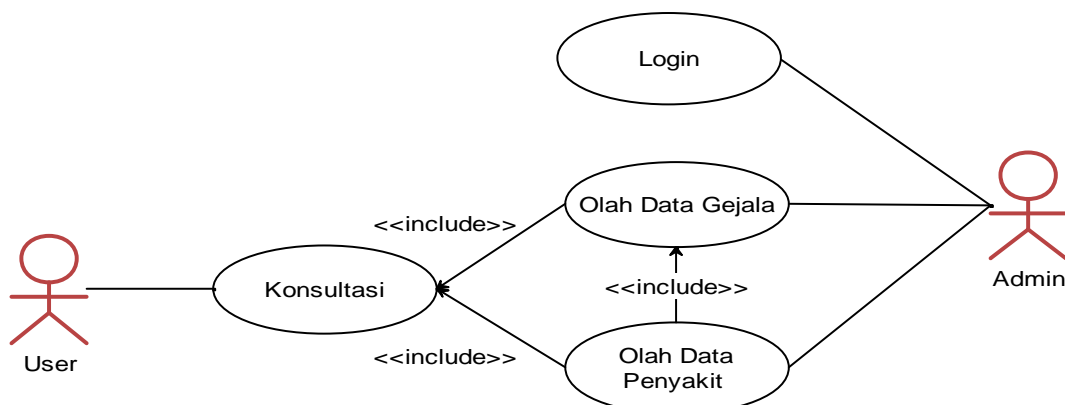 Login
Olah Data Gejala
<<include>>
Admin
Konsultasi
<<include>>
User
<<include>>
Olah Data
Penyakit